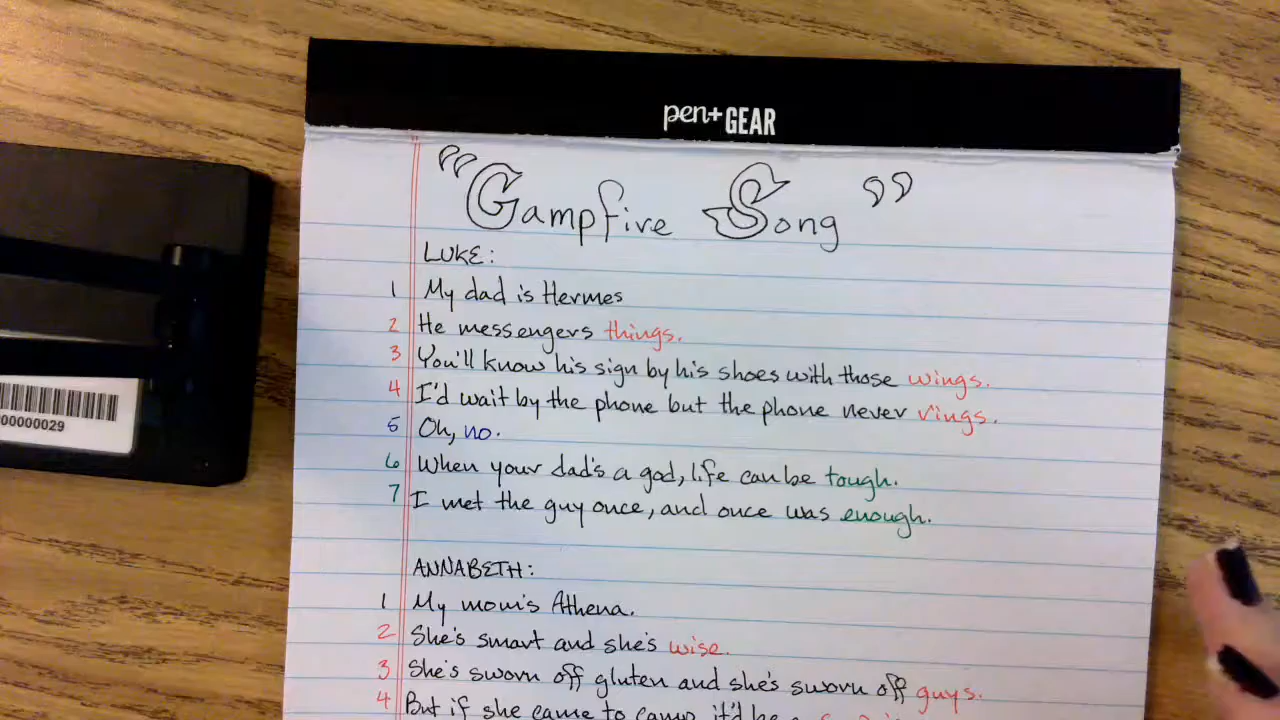 pen+GEAR
"Campfire Song"
LUKE:
1 My dad is Hermes
2 He messengers things.
3 You'll know his sign by his shoes with those wings.
4 I'd wait by the phone but the phone never rings.
5 Oh, no.
6 When your dad's a god, life can be tough.
7 I met the guy once, and once was enough.
ANNABETH:
1 My mom's Athena.
2 She's smart and she's wise.
3 She's sworn off gluten and she's sworn off guys.
4 But if she came to camp, it'd be a
00000029